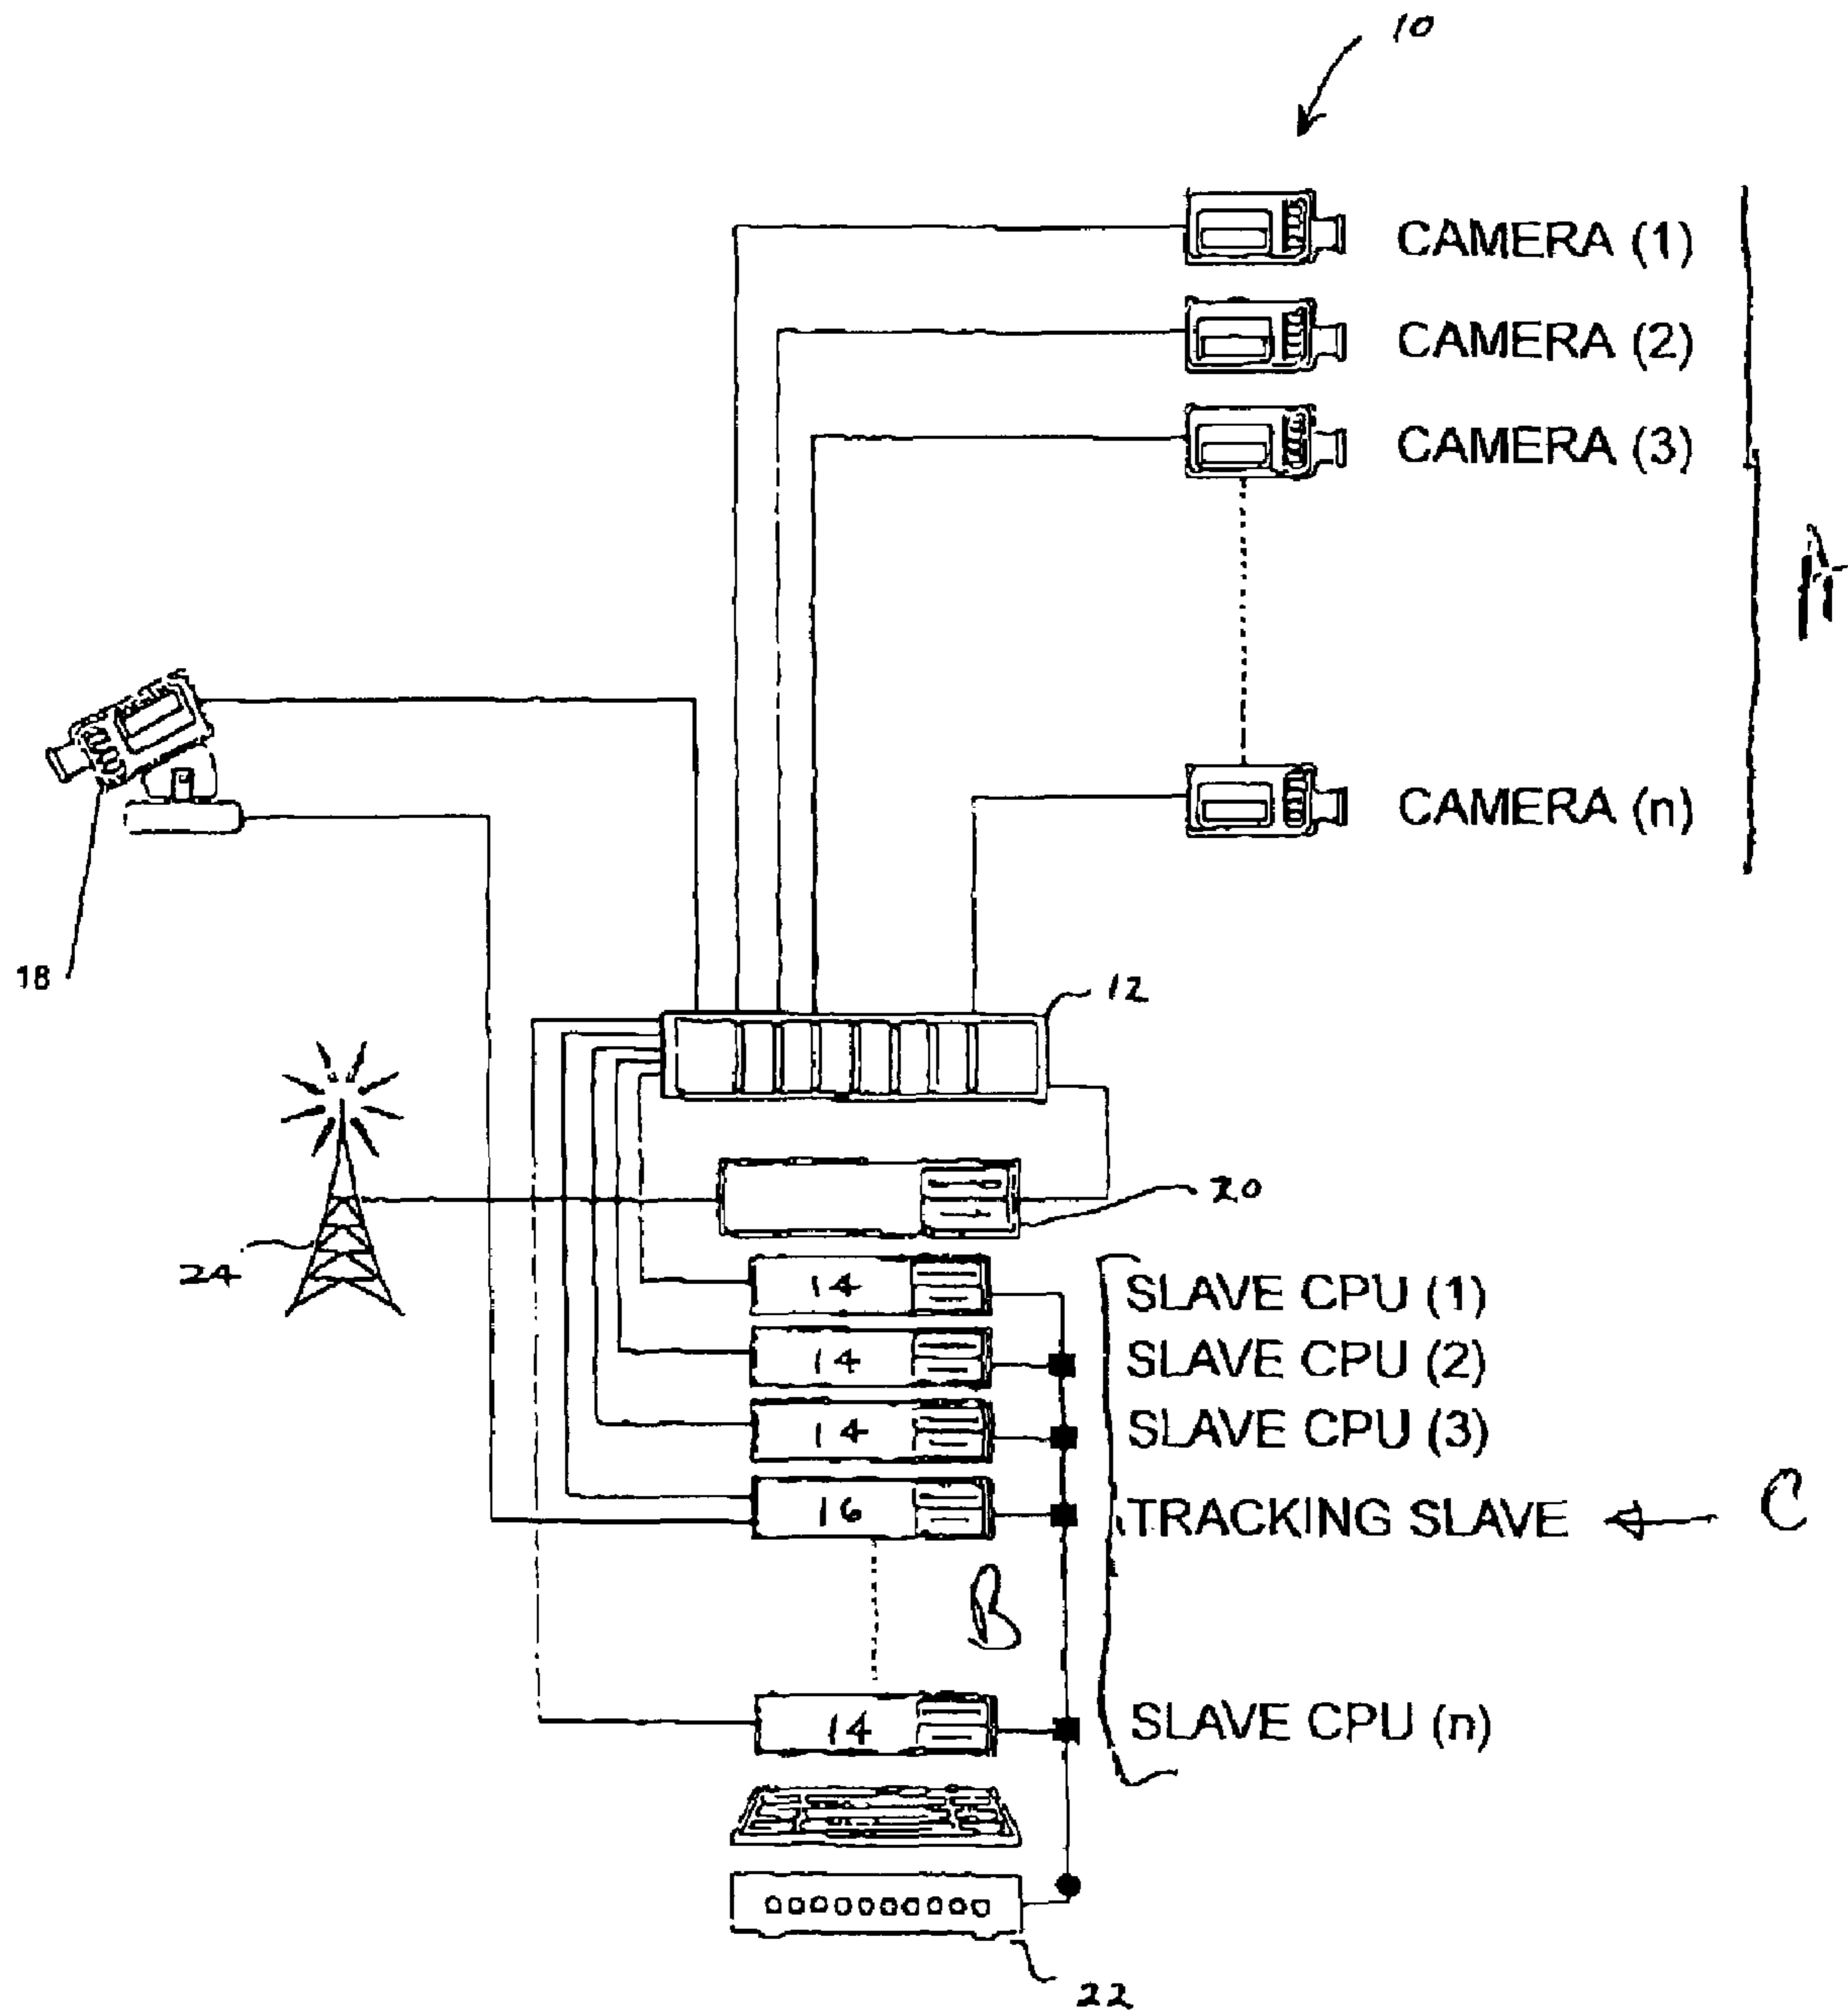 10
CAMERA (1)
CAMERA (2)
CAMERA (3)
A
CAMERA (n)
18
12
20
24
14 SLAVE CPU (1)
14 SLAVE CPU (2)
14 SLAVE CPU (3)
16 TRACKING SLAVE C
B
14 SLAVE CPU (n)
22